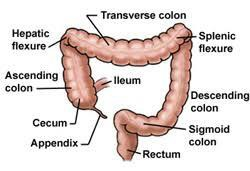 Transverse colon
Hepatic
flexure
Splenic
flexure
Ascending
colon
Ileum
Descending
colon
Cecum
Appendix
Sigmoid
colon
Rectum